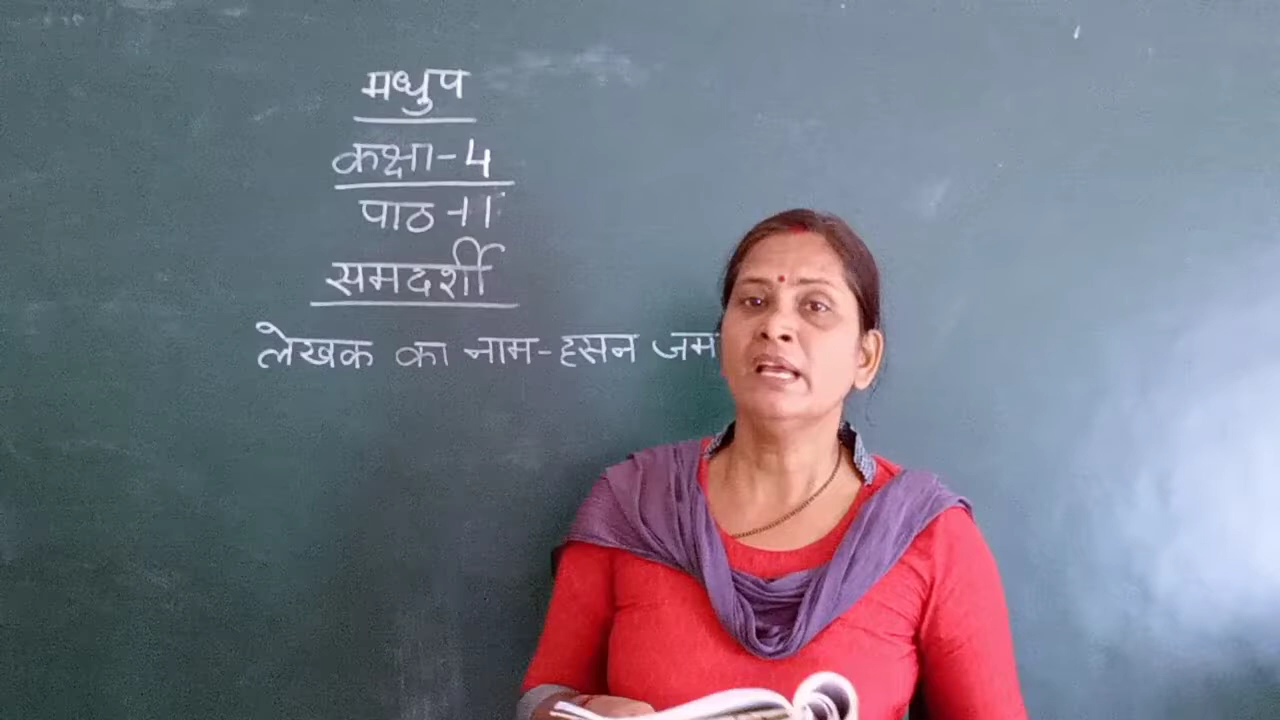 मधुप
कक्षा-4
पाठ-11
समदर्शी
लेखक का नाम-हसन